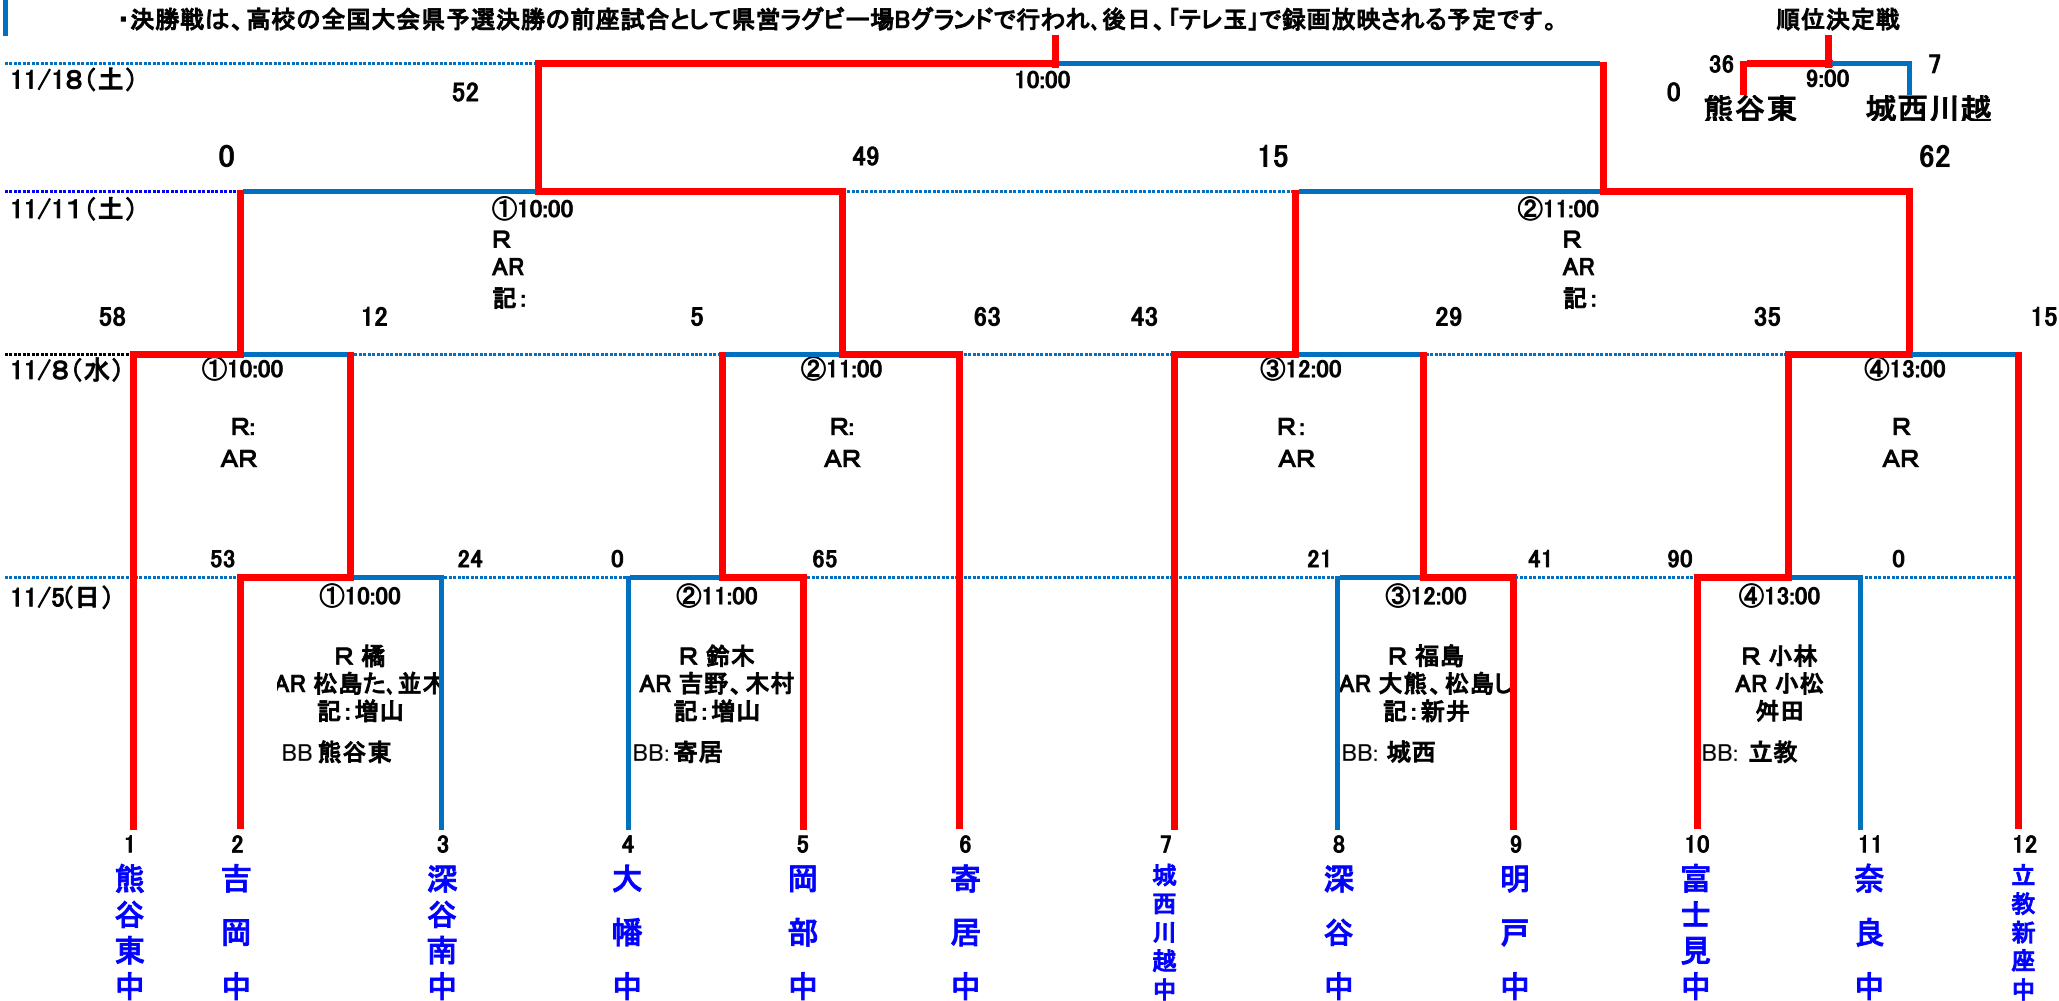 ・決勝戦は、高校の全国大会県予選決勝の前座試合として県営ラグビー場Bグランドで行われ、後日、「テレ玉」で録画放映される予定です。
順位決定戦
36 9:00 7
熊谷東 城西川越
11/18(土)
52 10:00 0
0 49 15 62
11/11(土)
①10:00 ②11:00
R R
AR AR
記: 記:
58 12 5 63 43 29 35 15
11/8(水)
①10:00 ②11:00 ③12:00 ④13:00
R: R: R: R
AR AR AR AR
53 24 0 65 21 41 90 0
11/5(日)
①10:00 ②11:00 ③12:00 ④13:00
R 橘 R 鈴木 R 福島 R 小林
AR 松島た、並木 AR 吉野、木村 AR 大熊、松島し AR 小松
記:増山 記:増山 記:新井 舛田
BB 熊谷東 BB: 寄居 BB: 城西 BB: 立教
1 2 3 4 5 6 7 8 9 10 11 12
熊谷東中
吉岡中
深谷南中
大幡中
岡部中
寄居中
城西川越中
深谷中
明戸中
富士見中
奈良中
立教新座中